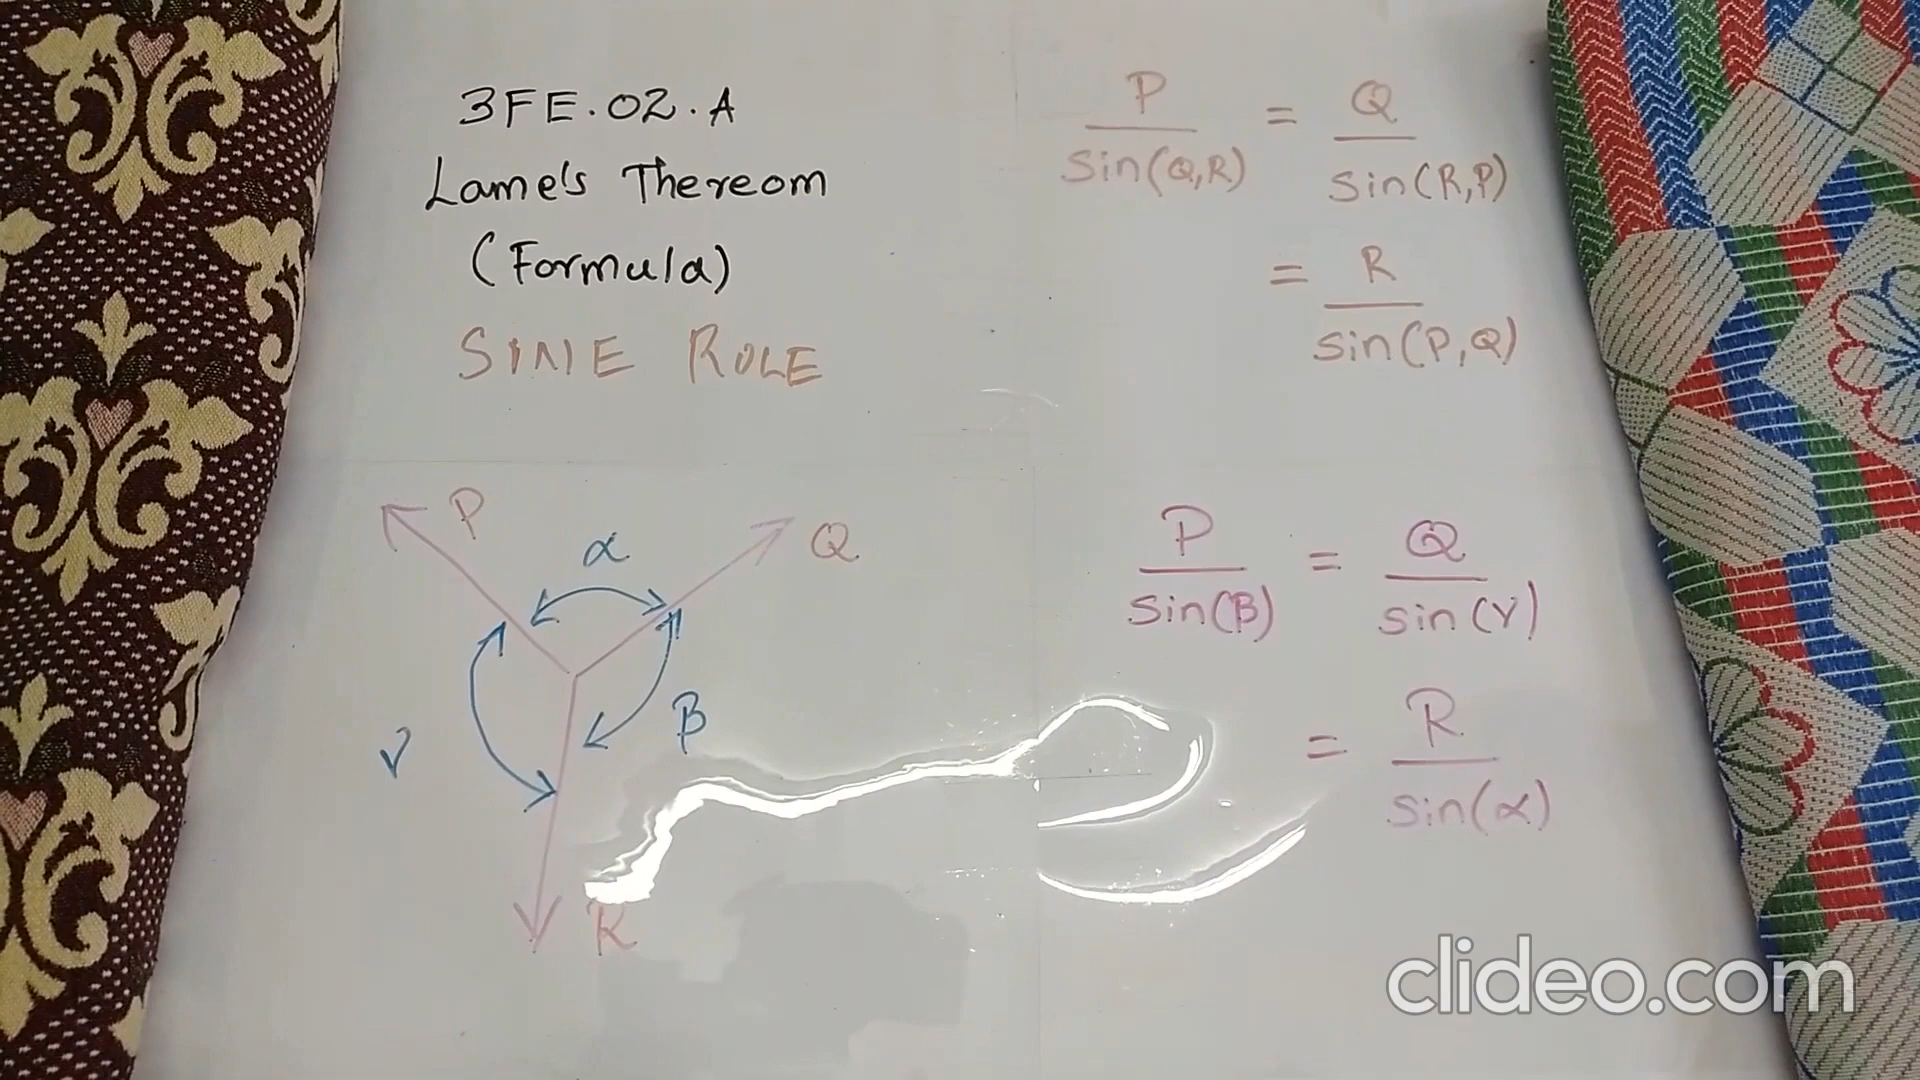 3FE.02.A
Lame's Thereom
(Formula)
SINE RULE
P/sin(Q,R) = Q/sin(R,P)
= R/sin(P,Q)
P
α
Q
γ
β
R
P/sin(β) = Q/sin(γ)
= R/sin(α)
clideo.com